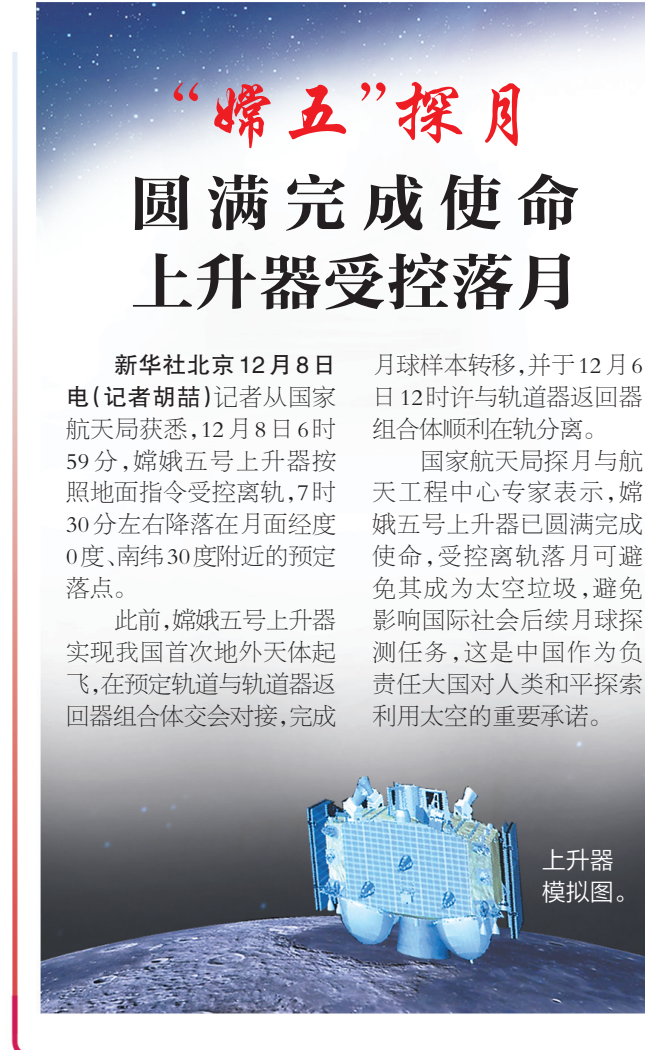 “嫦五”探月
圆满完成使命
上升器受控落月
新华社北京12月8日
电(记者胡喆)记者从国家
航天局获悉,12月8日6时
59分,嫦娥五号上升器按
照地面指令受控离轨,7时
30分左右降落在月面经度
0度、南纬30度附近的预定
落点。
此前,嫦娥五号上升器
实现我国首次地外天体起
飞,在预定轨道与轨道器返
回器组合体交会对接,完成
月球样本转移,并于12月6
日12时许与轨道器返回器
组合体顺利在轨分离。
国家航天局探月与航
天工程中心专家表示,嫦
娥五号上升器已圆满完成
使命,受控离轨落月可避
免其成为太空垃圾,避免
影响国际社会后续月球探
测任务,这是中国作为负
责任大国对人类和平探索
利用太空的重要承诺。
上升器
模拟图。